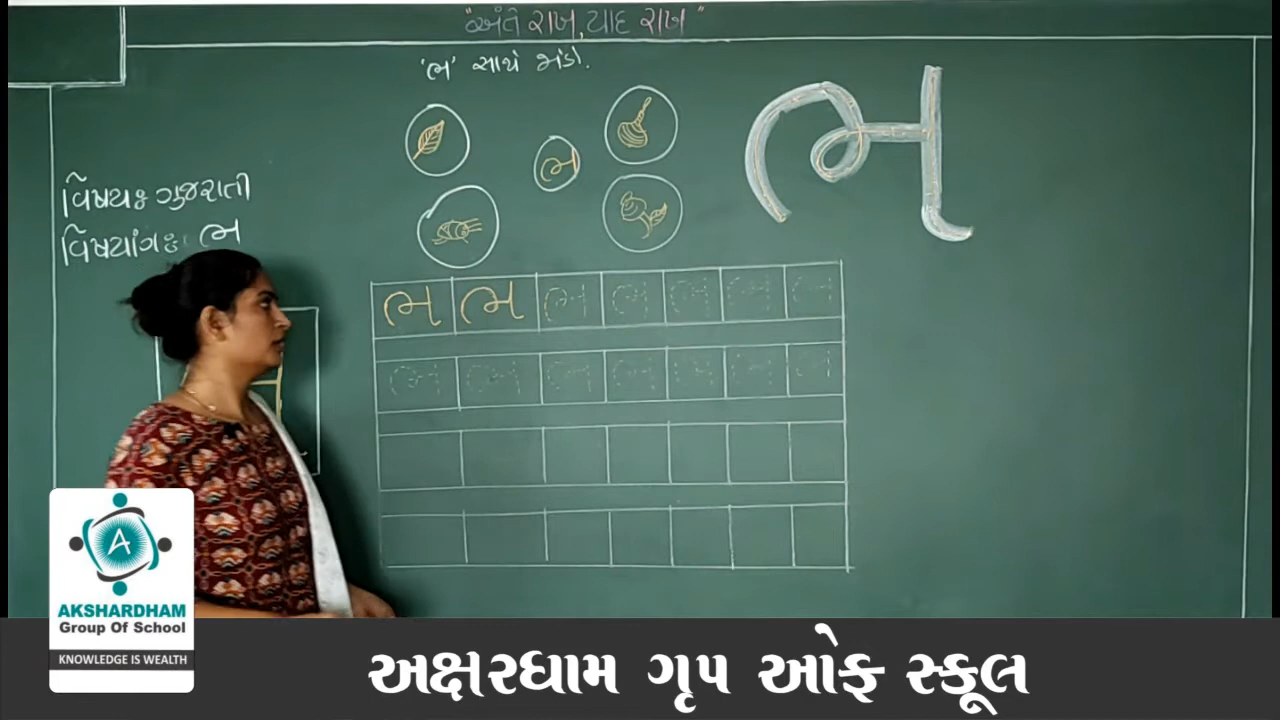 "અંતે રાખ, યાદ રાખ"
'ભ' સાથે જોડો.
ભ
ભ
વિષય: ગુજરાતી
વિષયાંગ: ભ
ભ ભ ભ ભ ભ ભ ભ
ભ ભ ભ ભ ભ ભ ભ
A
AKSHARDHAM
Group Of School
KNOWLEDGE IS WEALTH
અક્ષરધામ ગૃપ ઓફ સ્કૂલ